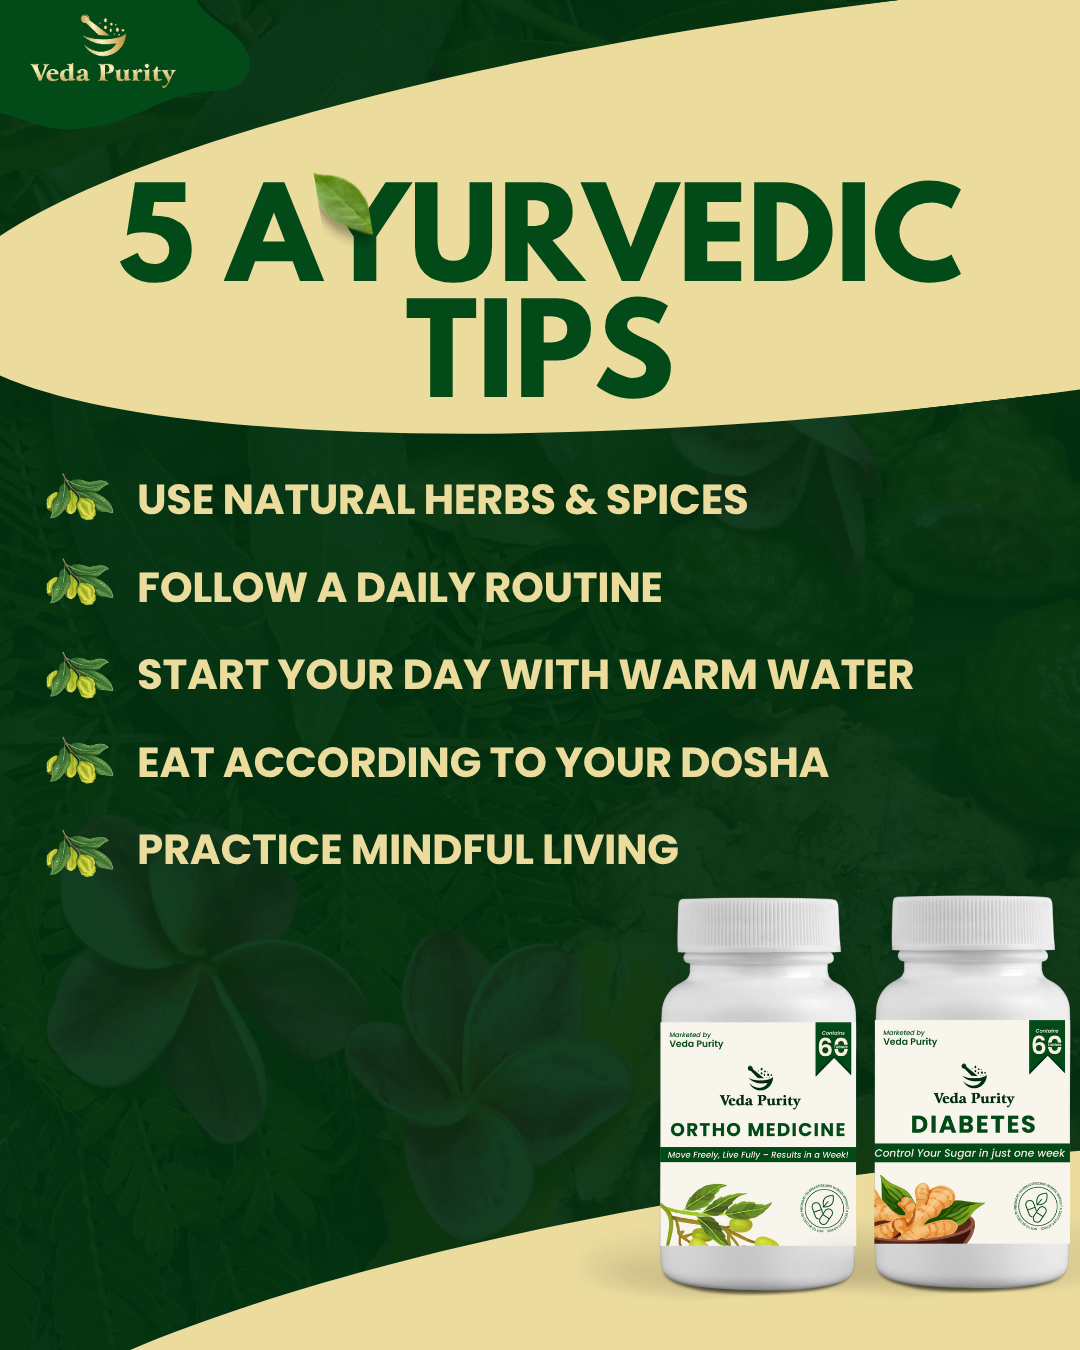 Veda Purity
5 AYURVEDIC
TIPS
USE NATURAL HERBS & SPICES
FOLLOW A DAILY ROUTINE
START YOUR DAY WITH WARM WATER
EAT ACCORDING TO YOUR DOSHA
PRACTICE MINDFUL LIVING
Marketed by
Veda Purity
Contains
60
Veda Purity
ORTHO MEDICINE
Move Freely, Live Fully – Results in a Week!
Marketed by
Veda Purity
Contains
60
Veda Purity
DIABETES
Control Your Sugar in just one week